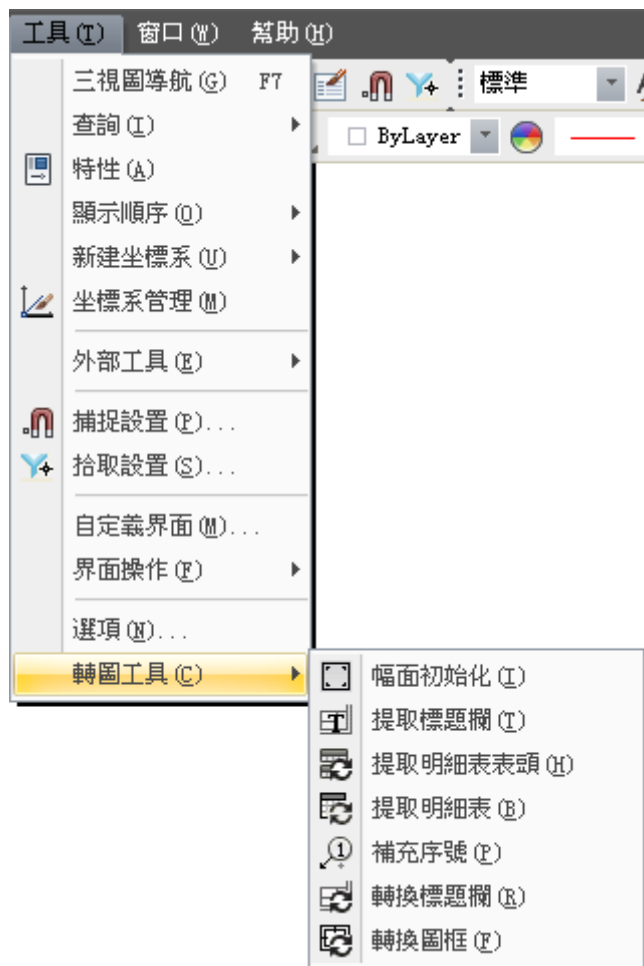 工具(T) 窗口(W) 幫助(H)
三視圖導航(G) F7
標準
查詢(I)
ByLayer
特性(A)
顯示順序(O)
新建坐標系(U)
坐標系管理(M)
外部工具(E)
捕捉設置(P)...
拾取設置(S)...
自定義界面(M)...
界面操作(F)
選項(N)...
轉圖工具(C)
幅面初始化(I)
提取標題欄(T)
提取明細表表頭(H)
提取明細表(B)
補充序號(P)
轉換標題欄(R)
轉換圖框(F)